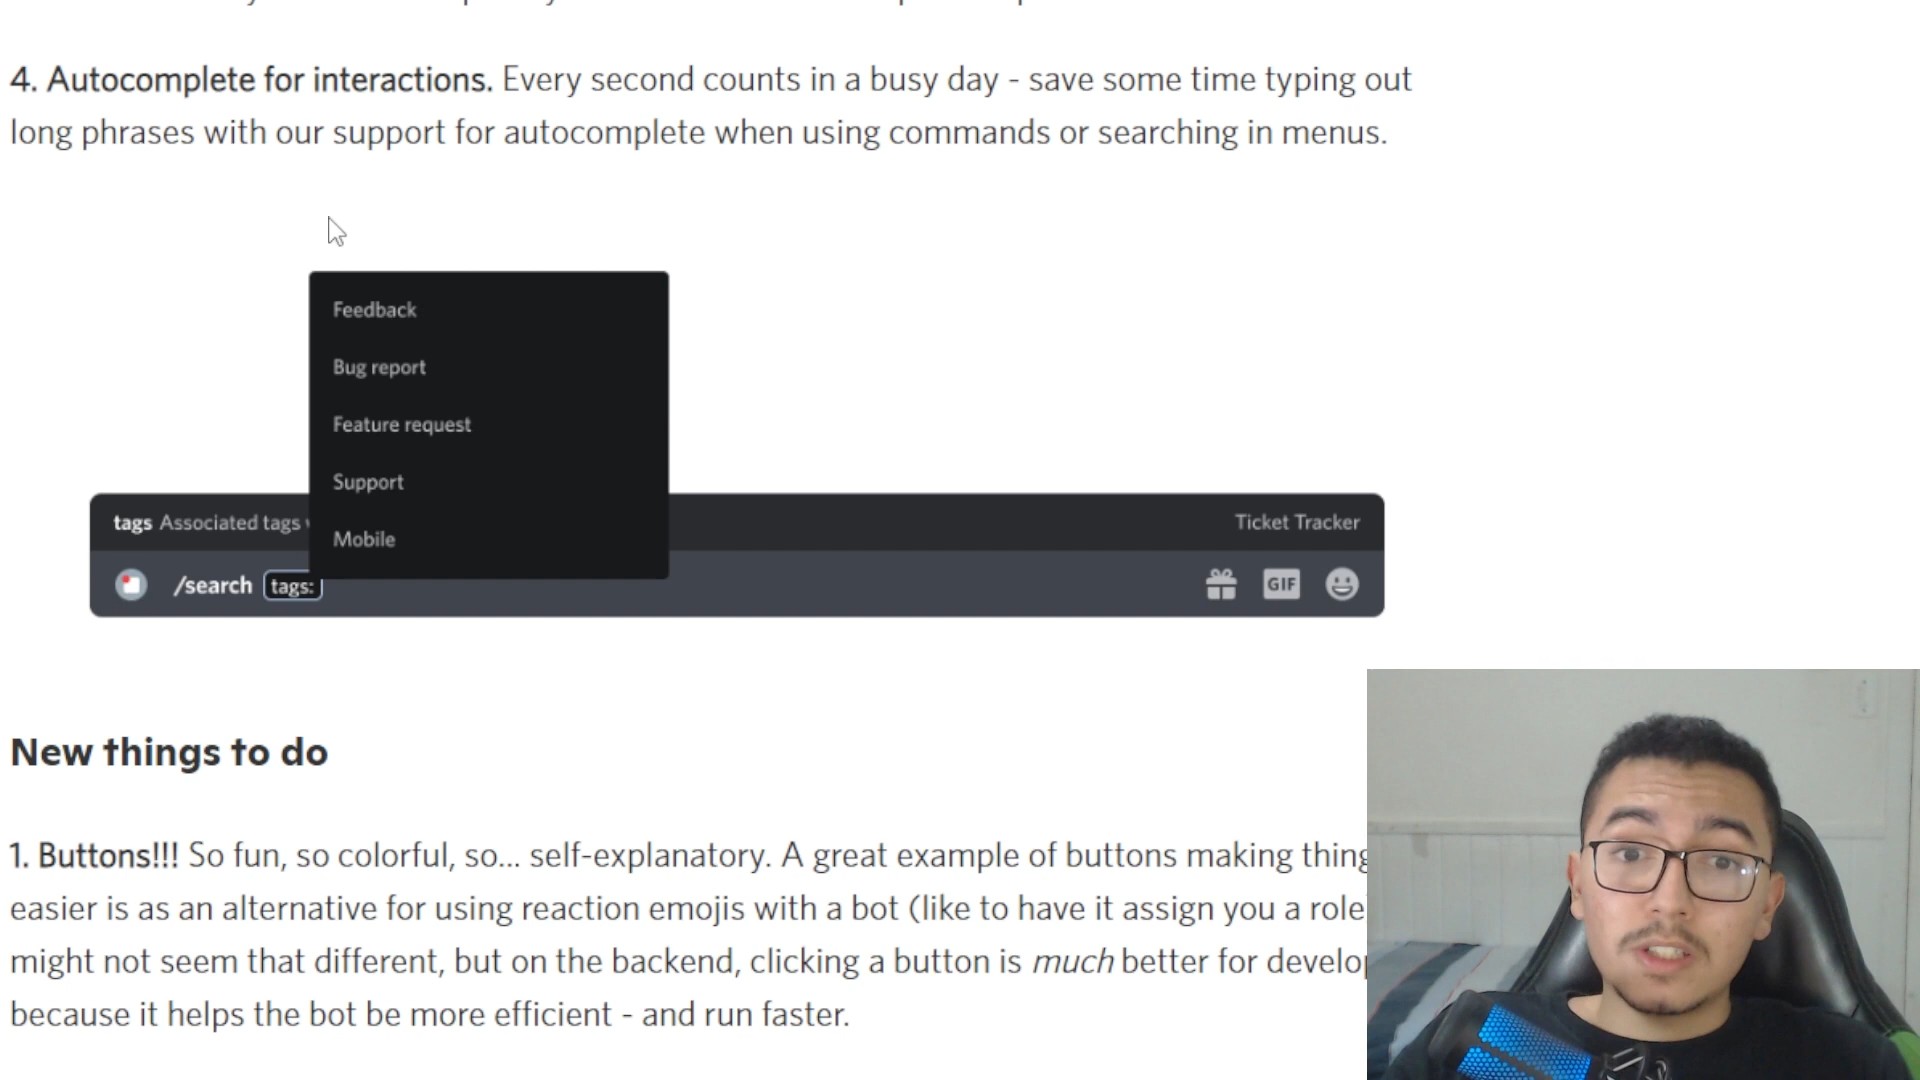 4. Autocomplete for interactions. Every second counts in a busy day - save some time typing out
long phrases with our support for autocomplete when using commands or searching in menus.
Feedback
Bug report
Feature request
Support
Mobile
tags Associated tags
Ticket Tracker
/search tags:
GIF
New things to do
1. Buttons!!! So fun, so colorful, so... self-explanatory. A great example of buttons making thing
easier is as an alternative for using reaction emojis with a bot (like to have it assign you a role
might not seem that different, but on the backend, clicking a button is much better for develop
because it helps the bot be more efficient - and run faster.